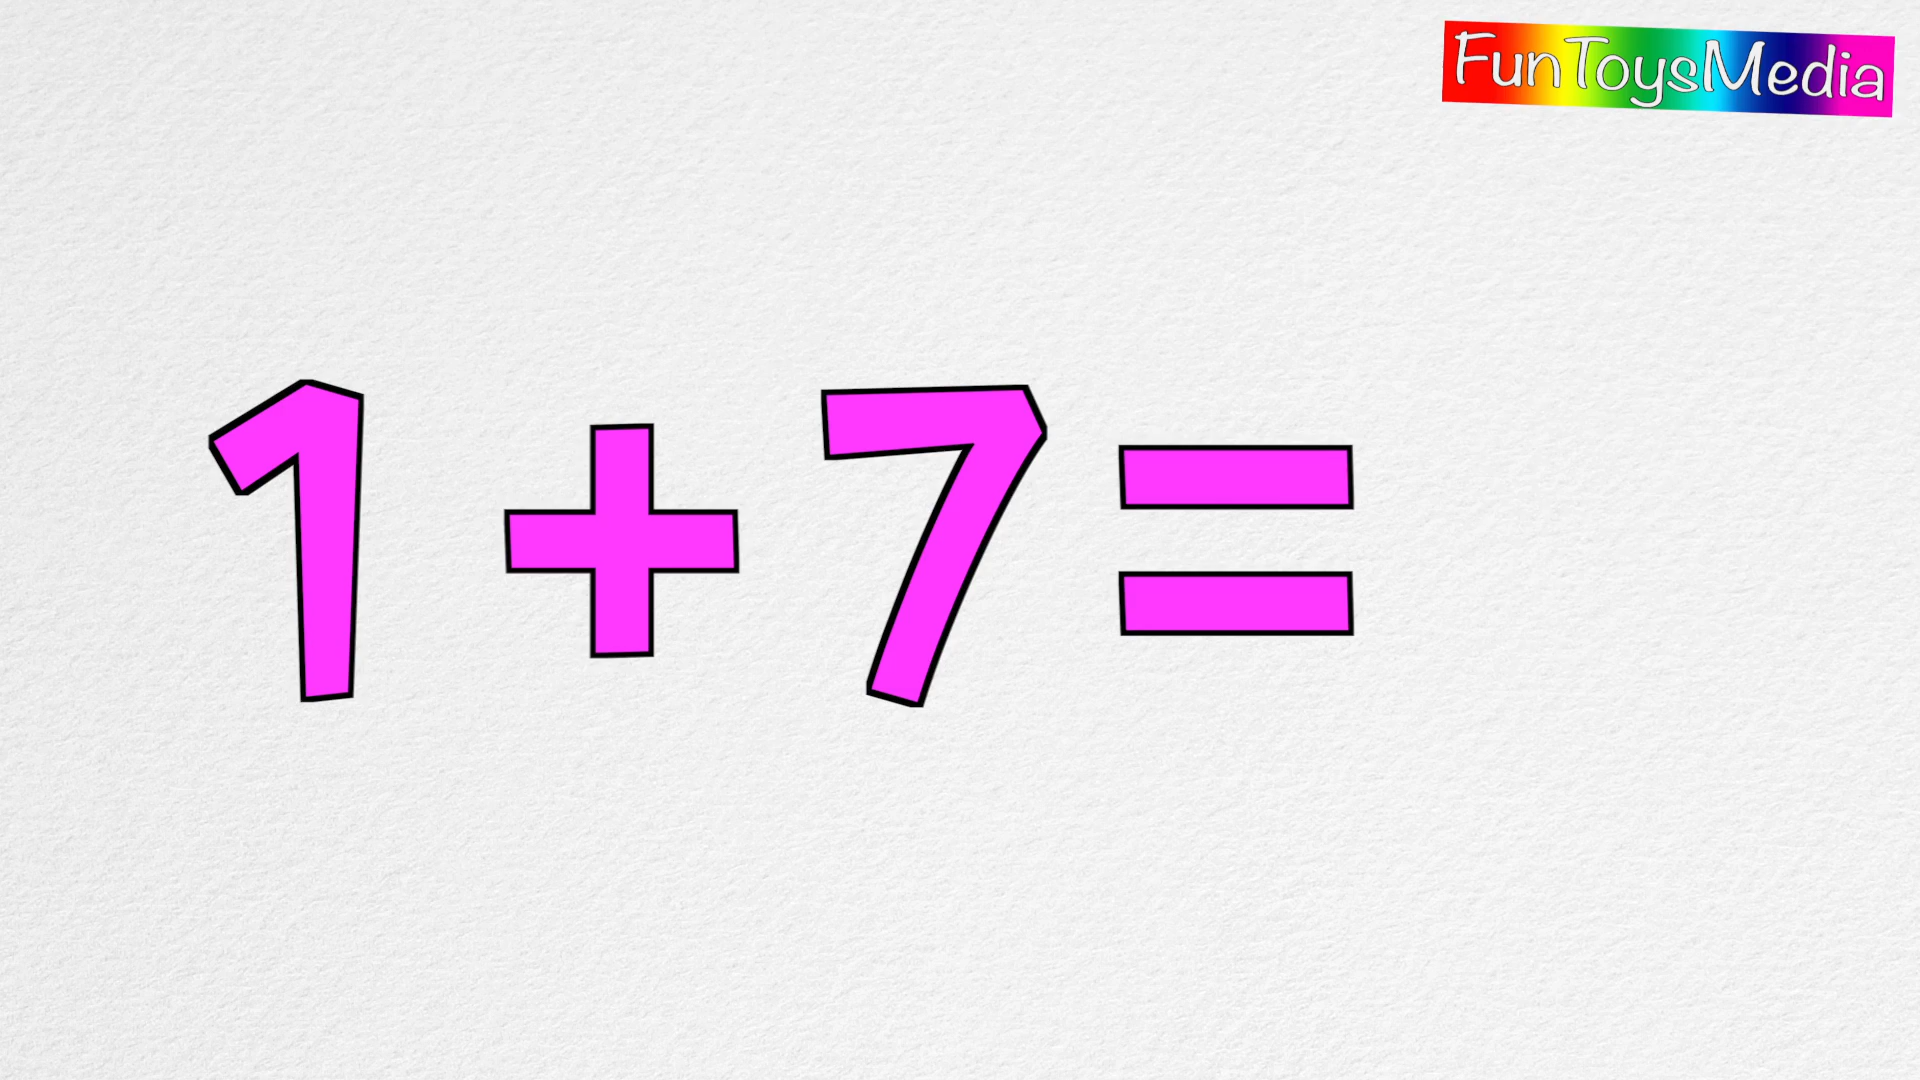 FunToysMedia
1 + 7 =